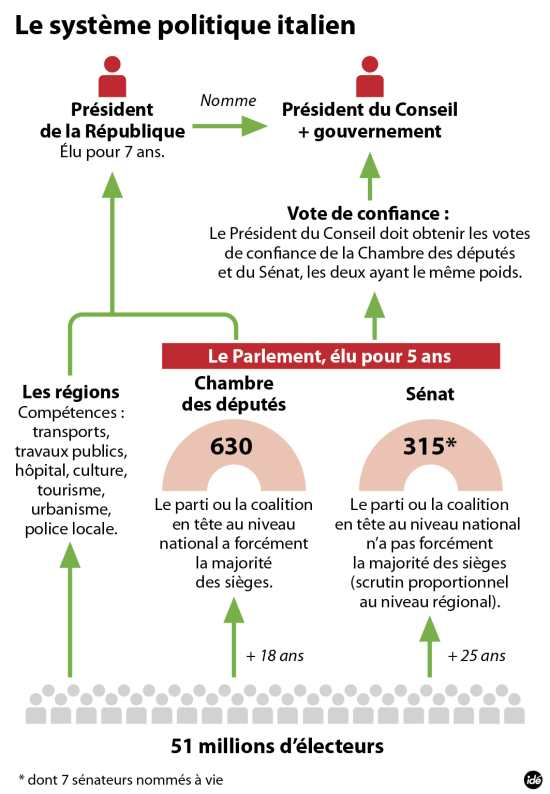 Le système politique italien
Président
de la République
Élu pour 7 ans.
Nomme
Président du Conseil
+ gouvernement
Vote de confiance :
Le Président du Conseil doit obtenir les votes
de confiance de la Chambre des députés
et du Sénat, les deux ayant le même poids.
Le Parlement, élu pour 5 ans
Les régions
Compétences :
transports,
travaux publics,
hôpital, culture,
tourisme,
urbanisme,
police locale.
Chambre
des députés
630
Le parti ou la coalition
en tête au niveau
national a forcément
la majorité
des sièges.
Sénat
315*
Le parti ou la coalition
en tête au niveau national
n'a pas forcément
la majorité des sièges
(scrutin proportionnel
au niveau régional).
+ 18 ans
+ 25 ans
51 millions d'électeurs
* dont 7 sénateurs nommés à vie
idé